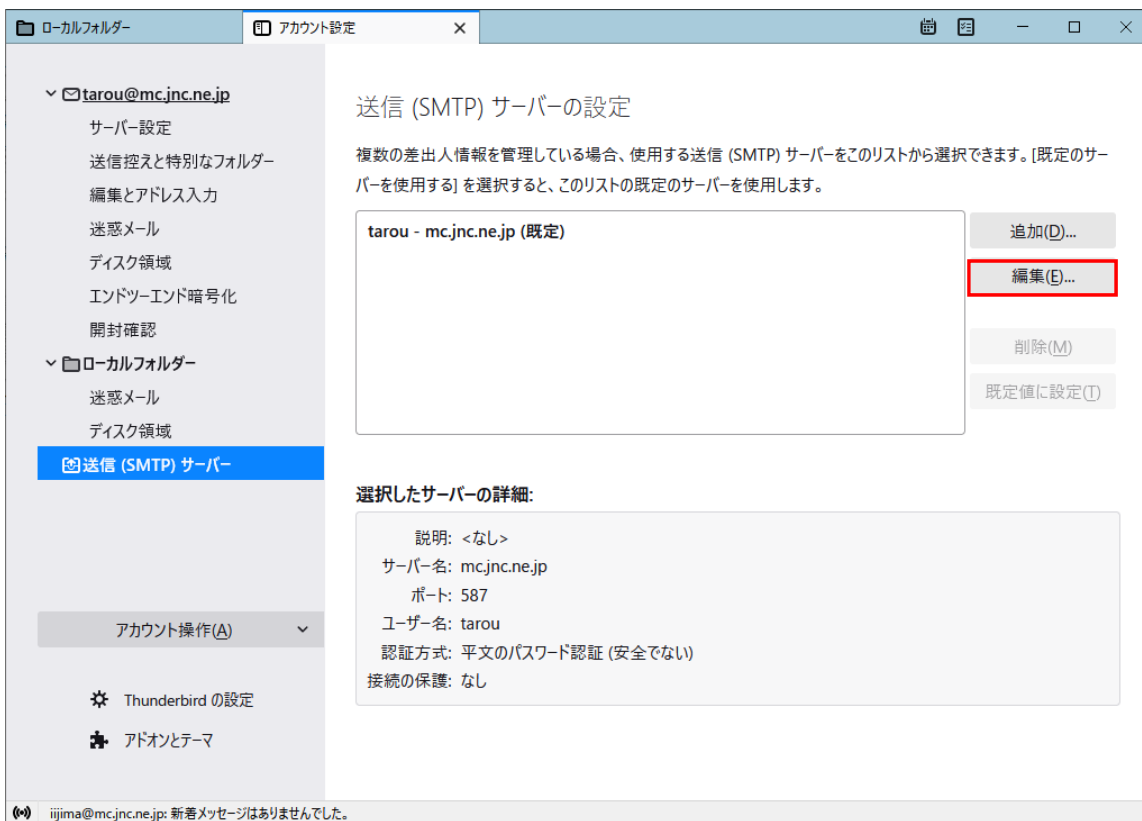 ローカルフォルダー
アカウント設定
tarou@mc.jnc.ne.jp
サーバー設定
送信控えと特別なフォルダー
編集とアドレス入力
迷惑メール
ディスク領域
エンドツーエンド暗号化
開封確認
ローカルフォルダー
迷惑メール
ディスク領域
送信 (SMTP) サーバー
アカウント操作(A)
Thunderbird の設定
アドオンとテーマ
送信 (SMTP) サーバーの設定
複数の差出人情報を管理している場合、使用する送信 (SMTP) サーバーをこのリストから選択できます。[既定のサー
バーを使用する] を選択すると、このリストの既定のサーバーを使用します。
tarou - mc.jnc.ne.jp (既定)
追加(D)...
編集(E)...
削除(M)
既定値に設定(T)
選択したサーバーの詳細:
説明: <なし>
サーバー名: mc.jnc.ne.jp
ポート: 587
ユーザー名: tarou
認証方式: 平文のパスワード認証 (安全でない)
接続の保護: なし
iijima@mc.jnc.ne.jp: 新着メッセージはありませんでした。